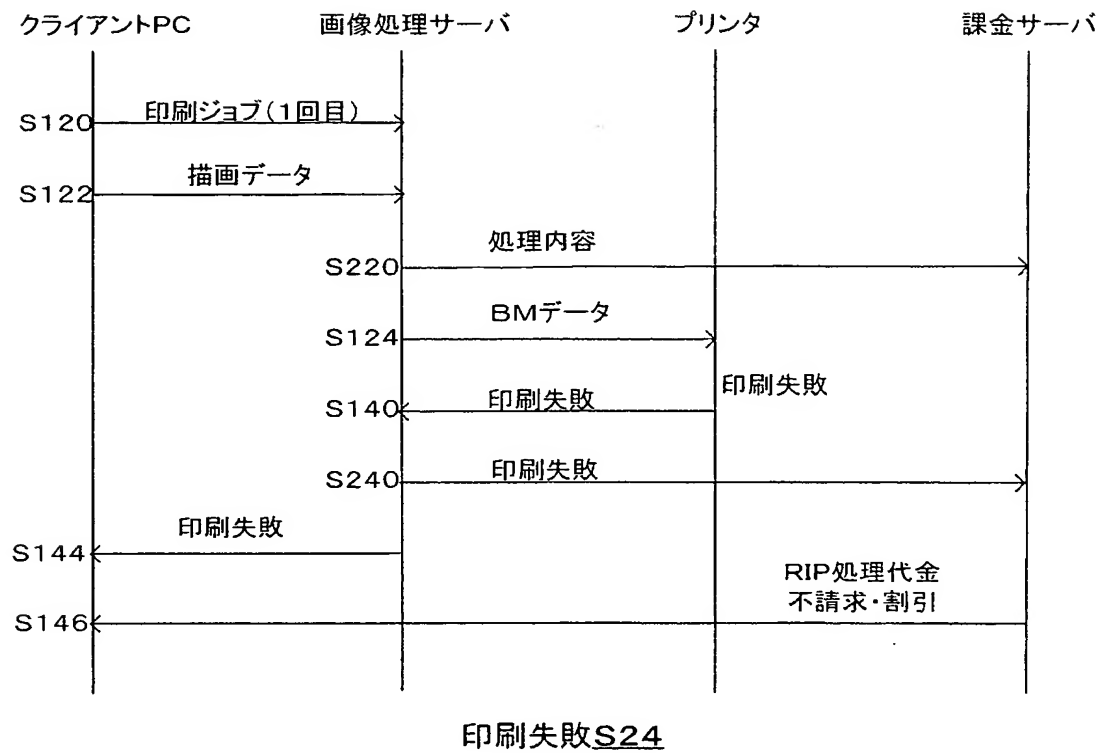 クライアントPC 画像処理サーバ プリンタ 課金サーバ
S120 印刷ジョブ(1回目)
S122 描画データ
S220 処理内容
S124 BMデータ
印刷失敗
S140 印刷失敗
S240 印刷失敗
S144 印刷失敗
RIP処理代金
不請求・割引
S146
印刷失敗S24